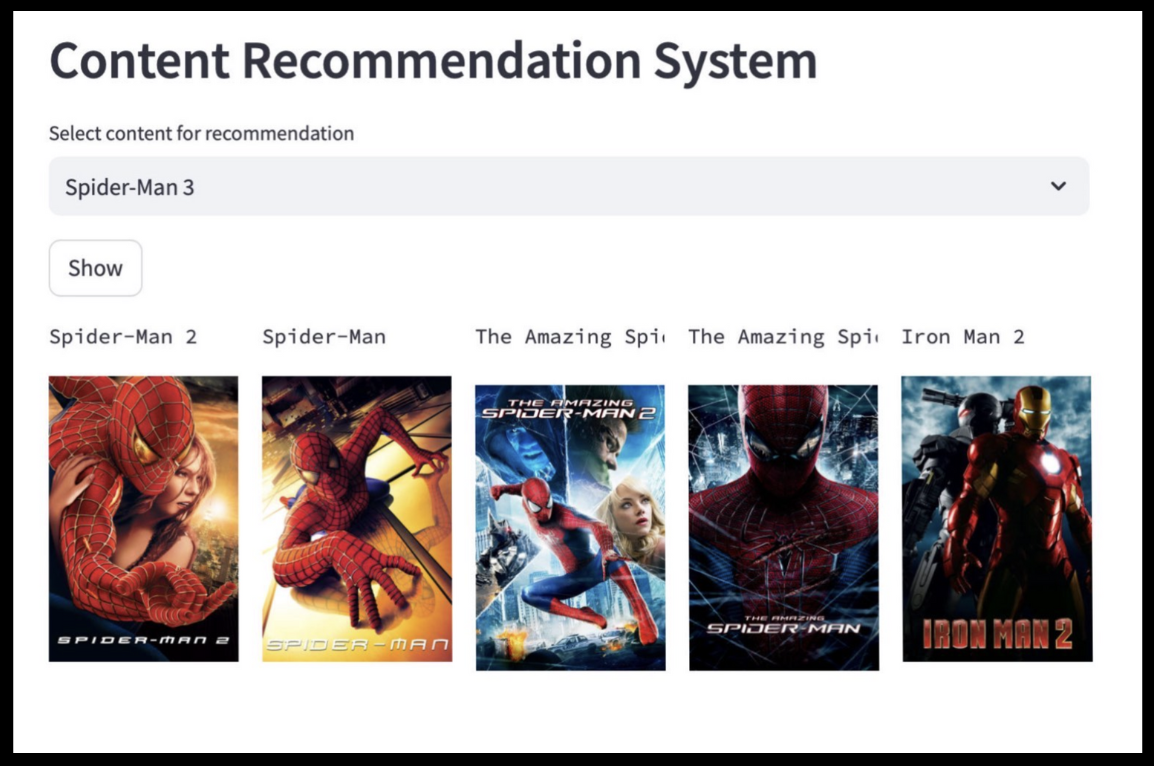 Content Recommendation System
Select content for recommendation
Spider-Man 3
Show
Spider-Man 2
Spider-Man
The Amazing Spi
The Amazing Spi
Iron Man 2
SPIDER-MAN 2
SPIDER-MAN
THE AMAZING
SPIDER-MAN 2
THE AMAZING
SPIDER-MAN
IRON MAN 2